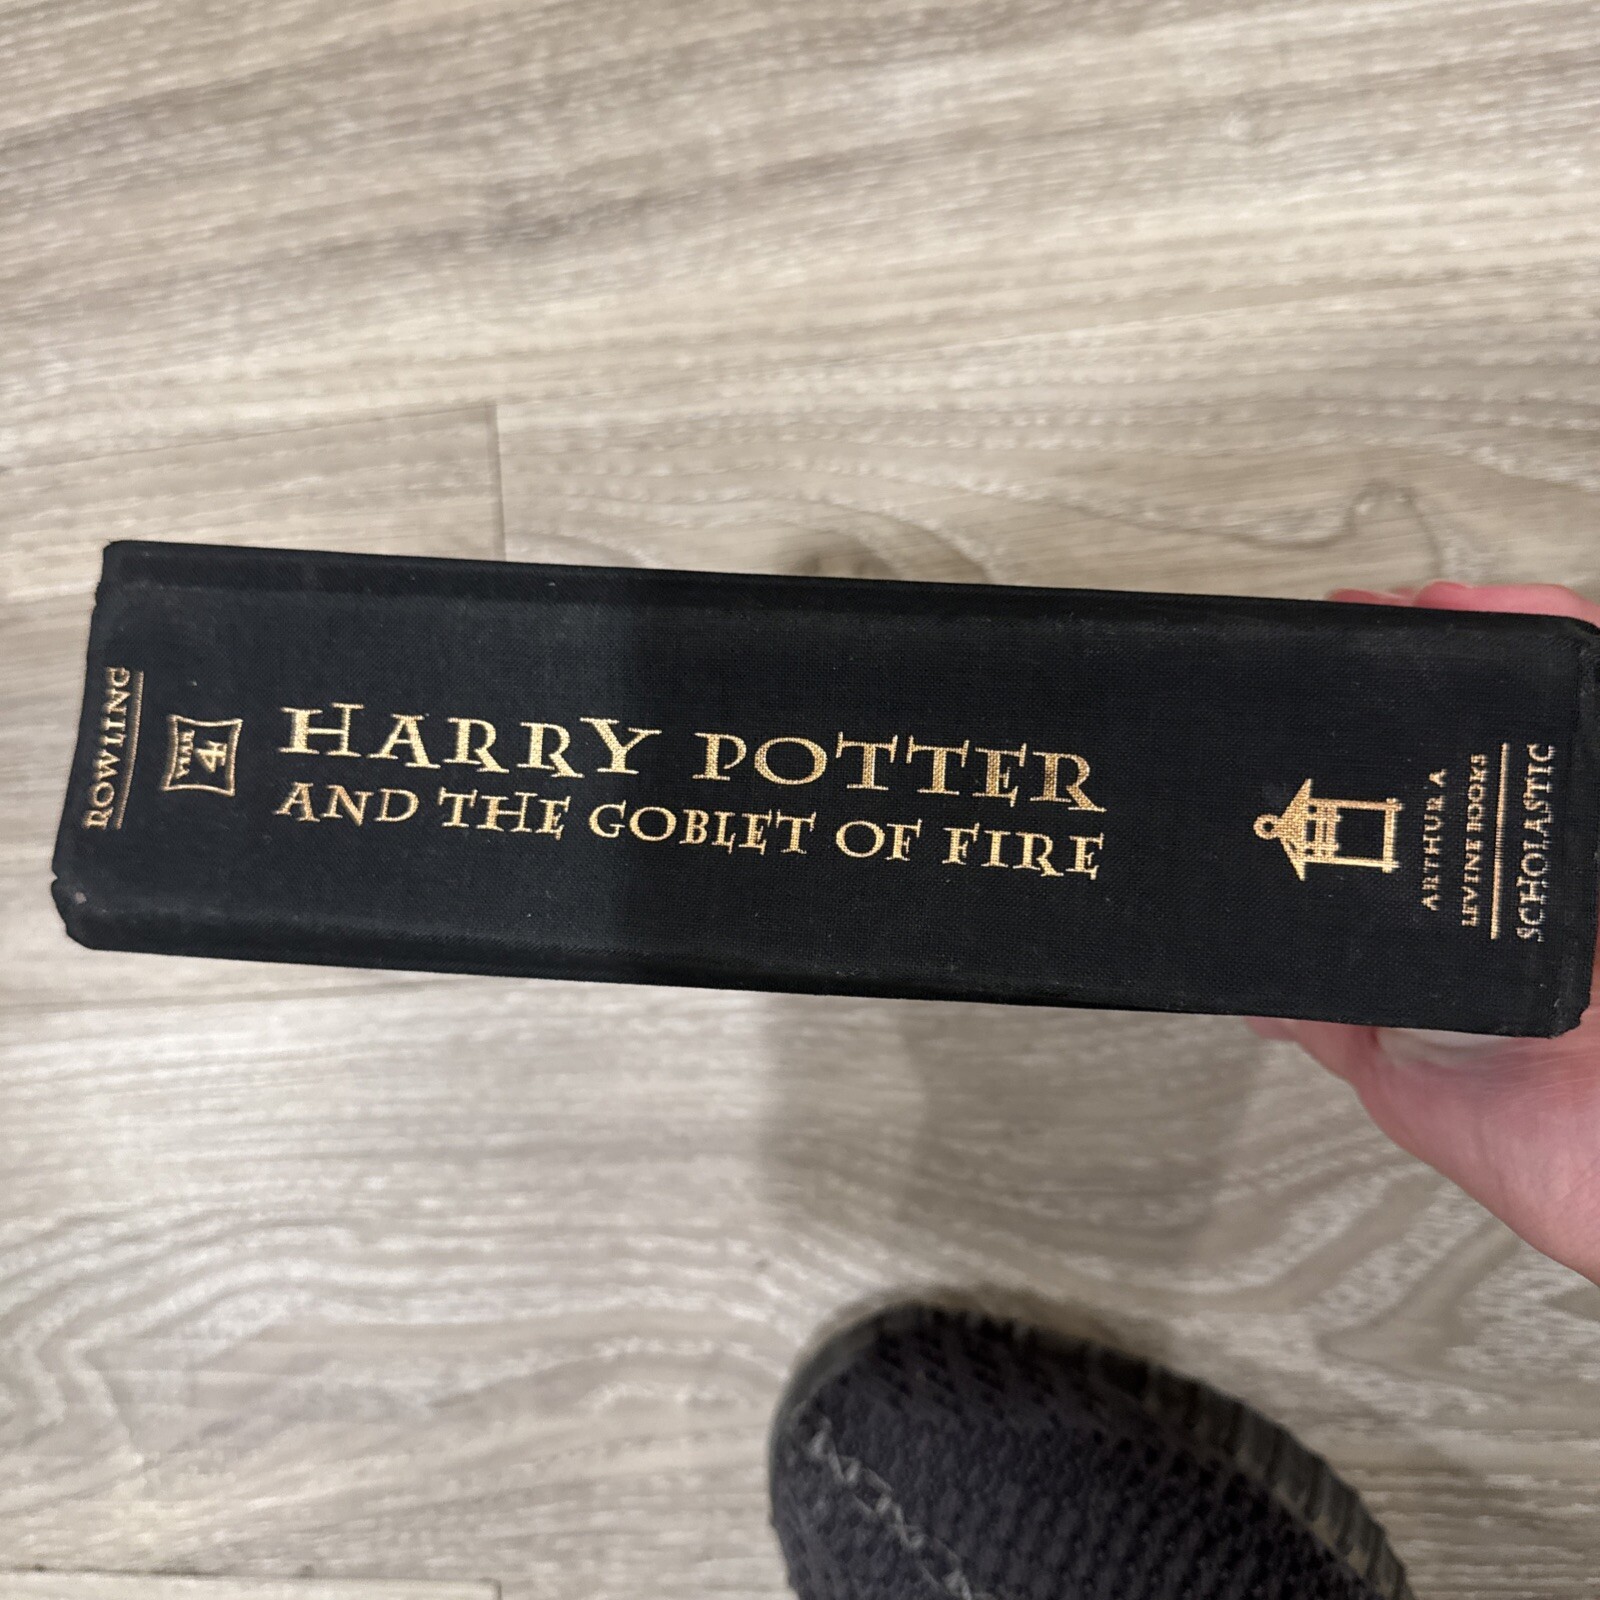 ROWLING
YEAR
4
HARRY POTTER
AND THE GOBLET OF FIRE
ARTHUR A
LEVINE BOOKS
SCHOLASTIC